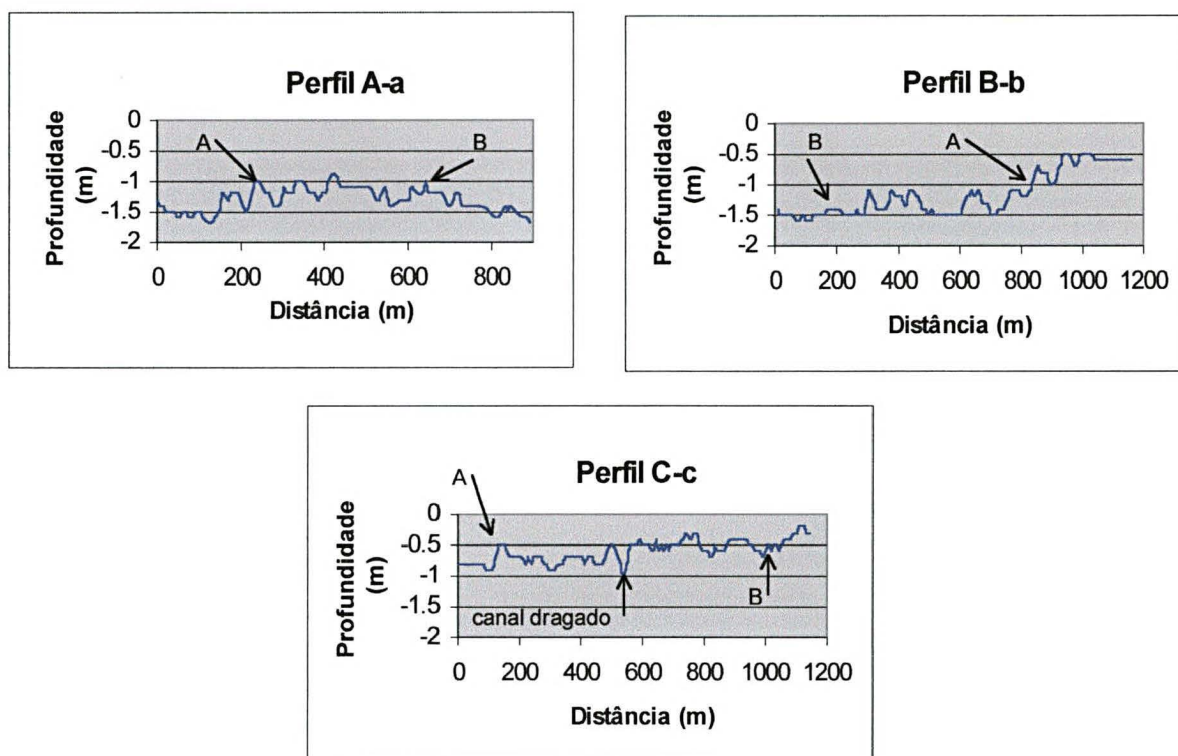 Perfil A-a
Profundidade
(m)
0
-0.5
-1
-1.5
-2
A
B
0 200 400 600 800
Distância (m)
Perfil B-b
Profundidade
(m)
0
-0.5
-1
-1.5
-2
B
A
0 200 400 600 800 1000 1200
Distância (m)
A
Perfil C-c
Profundidade
(m)
0
-0.5
-1
-1.5
-2
canal dragado
B
0 200 400 600 800 1000 1200
Distância (m)